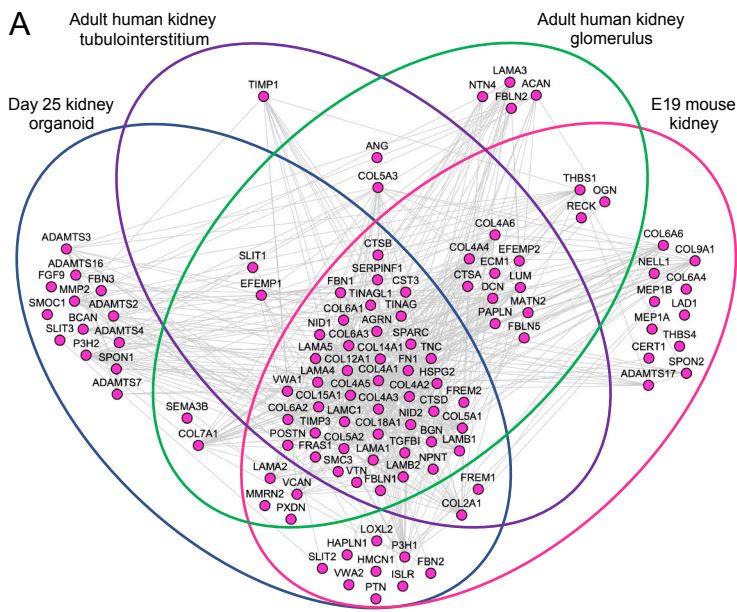 A
Adult human kidney
tubulointerstitium
Adult human kidney
glomerulus
Day 25 kidney
organoid
E19 mouse
kidney
TIMP1
LAMA3
NTN4
ACAN
FBLN2
ANG
COL5A3
THBS1
OGN
RECK
ADAMTS3
ADAMTS16
FGF9
FBN3
MMP2
SMOC1
ADAMTS2
BCAN
SLIT3
ADAMTS4
P3H2
SPON1
ADAMTS7
SLIT1
EFEMP1
COL4A6
COL4A4
EFEMP2
ECM1
CTSA
LUM
DCN
MATN2
PAPLN
FBLN5
COL6A6
COL9A1
NELL1
COL6A4
MEP1B
LAD1
MEP1A
THBS4
CERT1
SPON2
ADAMTS17
CTSB
SERPINF1
FBN1
CST3
TINAGL1
TINAG
COL6A1
AGRN
NID1
COL6A3
SPARC
LAMA5
COL14A1
TNC
COL12A1
FN1
LAMA4
COL4A1
HSPG2
VWA1
COL4A5
COL4A2
FREM2
COL15A1
COL4A3
CTSD
COL6A2
LAMC1
NID2
COL5A1
TIMP3
COL18A1
BGN
POSTN
COL5A2
TGFBI
LAMB1
FRAS1
LAMA1
NPNT
SMC3
LAMB2
VTN
FBLN1
SEMA3B
COL7A1
LAMA2
VCAN
MMRN2
PXDN
FREM1
COL2A1
LOXL2
HAPLN1
P3H1
SLIT2
HMCN1
FBN2
VWA2
ISLR
PTN